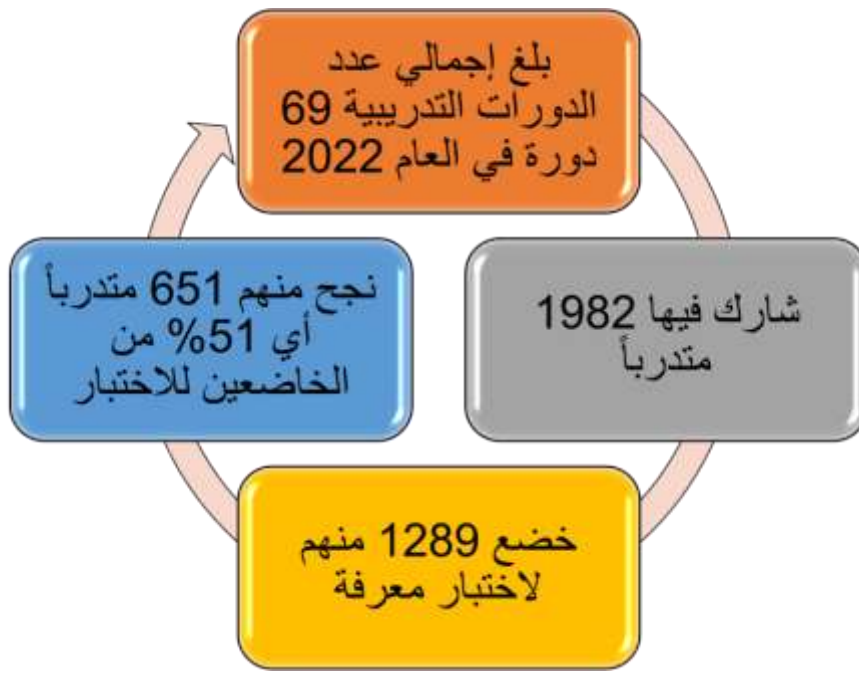 بلغ إجمالي عدد
الدورات التدريبية 69
دورة في العام 2022
شارك فيها 1982
متدرباً
خضع 1289 منهم
لاختبار معرفة
نجح منهم 651 متدرباً
أي 51% من
الخاضعين للاختبار